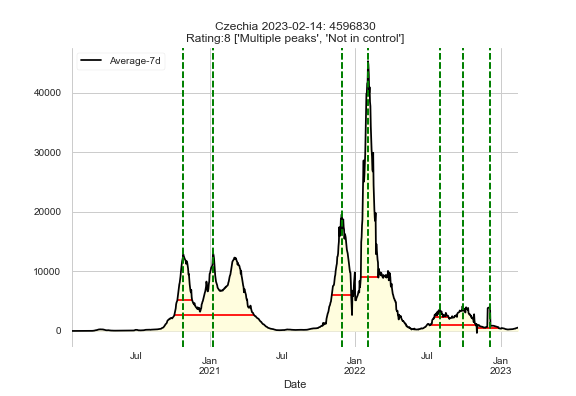 Czechia 2023-02-14: 4596830
Rating:8 ['Multiple peaks', 'Not in control']
Average-7d
40000
30000
20000
10000
0
Jul
Jan
2021
Jul
Jan
2022
Jul
Jan
2023
Date